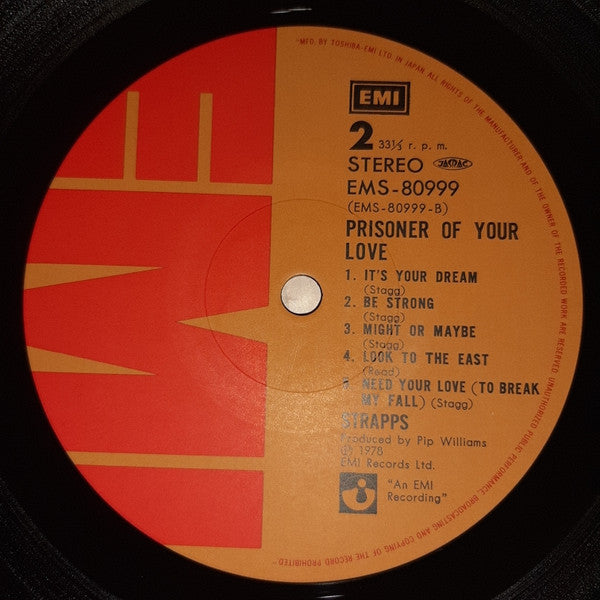 "MFD. BY TOSHIBA-EMI LTD. IN JAPAN ALL RIGHTS OF THE MANUFACTURER AND OF THE OWNER OF THE RECORDED WORK ARE RESERVED UNAUTHORIZED PUBLIC PERFORMANCE, BROADCASTING AND COPYING OF THE RECORD PROHIBITED"
EMI
EMI
2 33⅓ r. p. m.
STEREO JASRAC
EMS-80999
(EMS-80999-B)
PRISONER OF YOUR
LOVE
1. IT'S YOUR DREAM
(Stagg)
2. BE STRONG
(Stagg)
3. MIGHT OR MAYBE
(Stagg)
4. LOOK TO THE EAST
(Read)
5. NEED YOUR LOVE (TO BREAK
MY FALL) (Stagg)
STRAPPS
Produced by Pip Williams
Ⓟ 1978
EMI Records Ltd.
"An EMI
Recording"